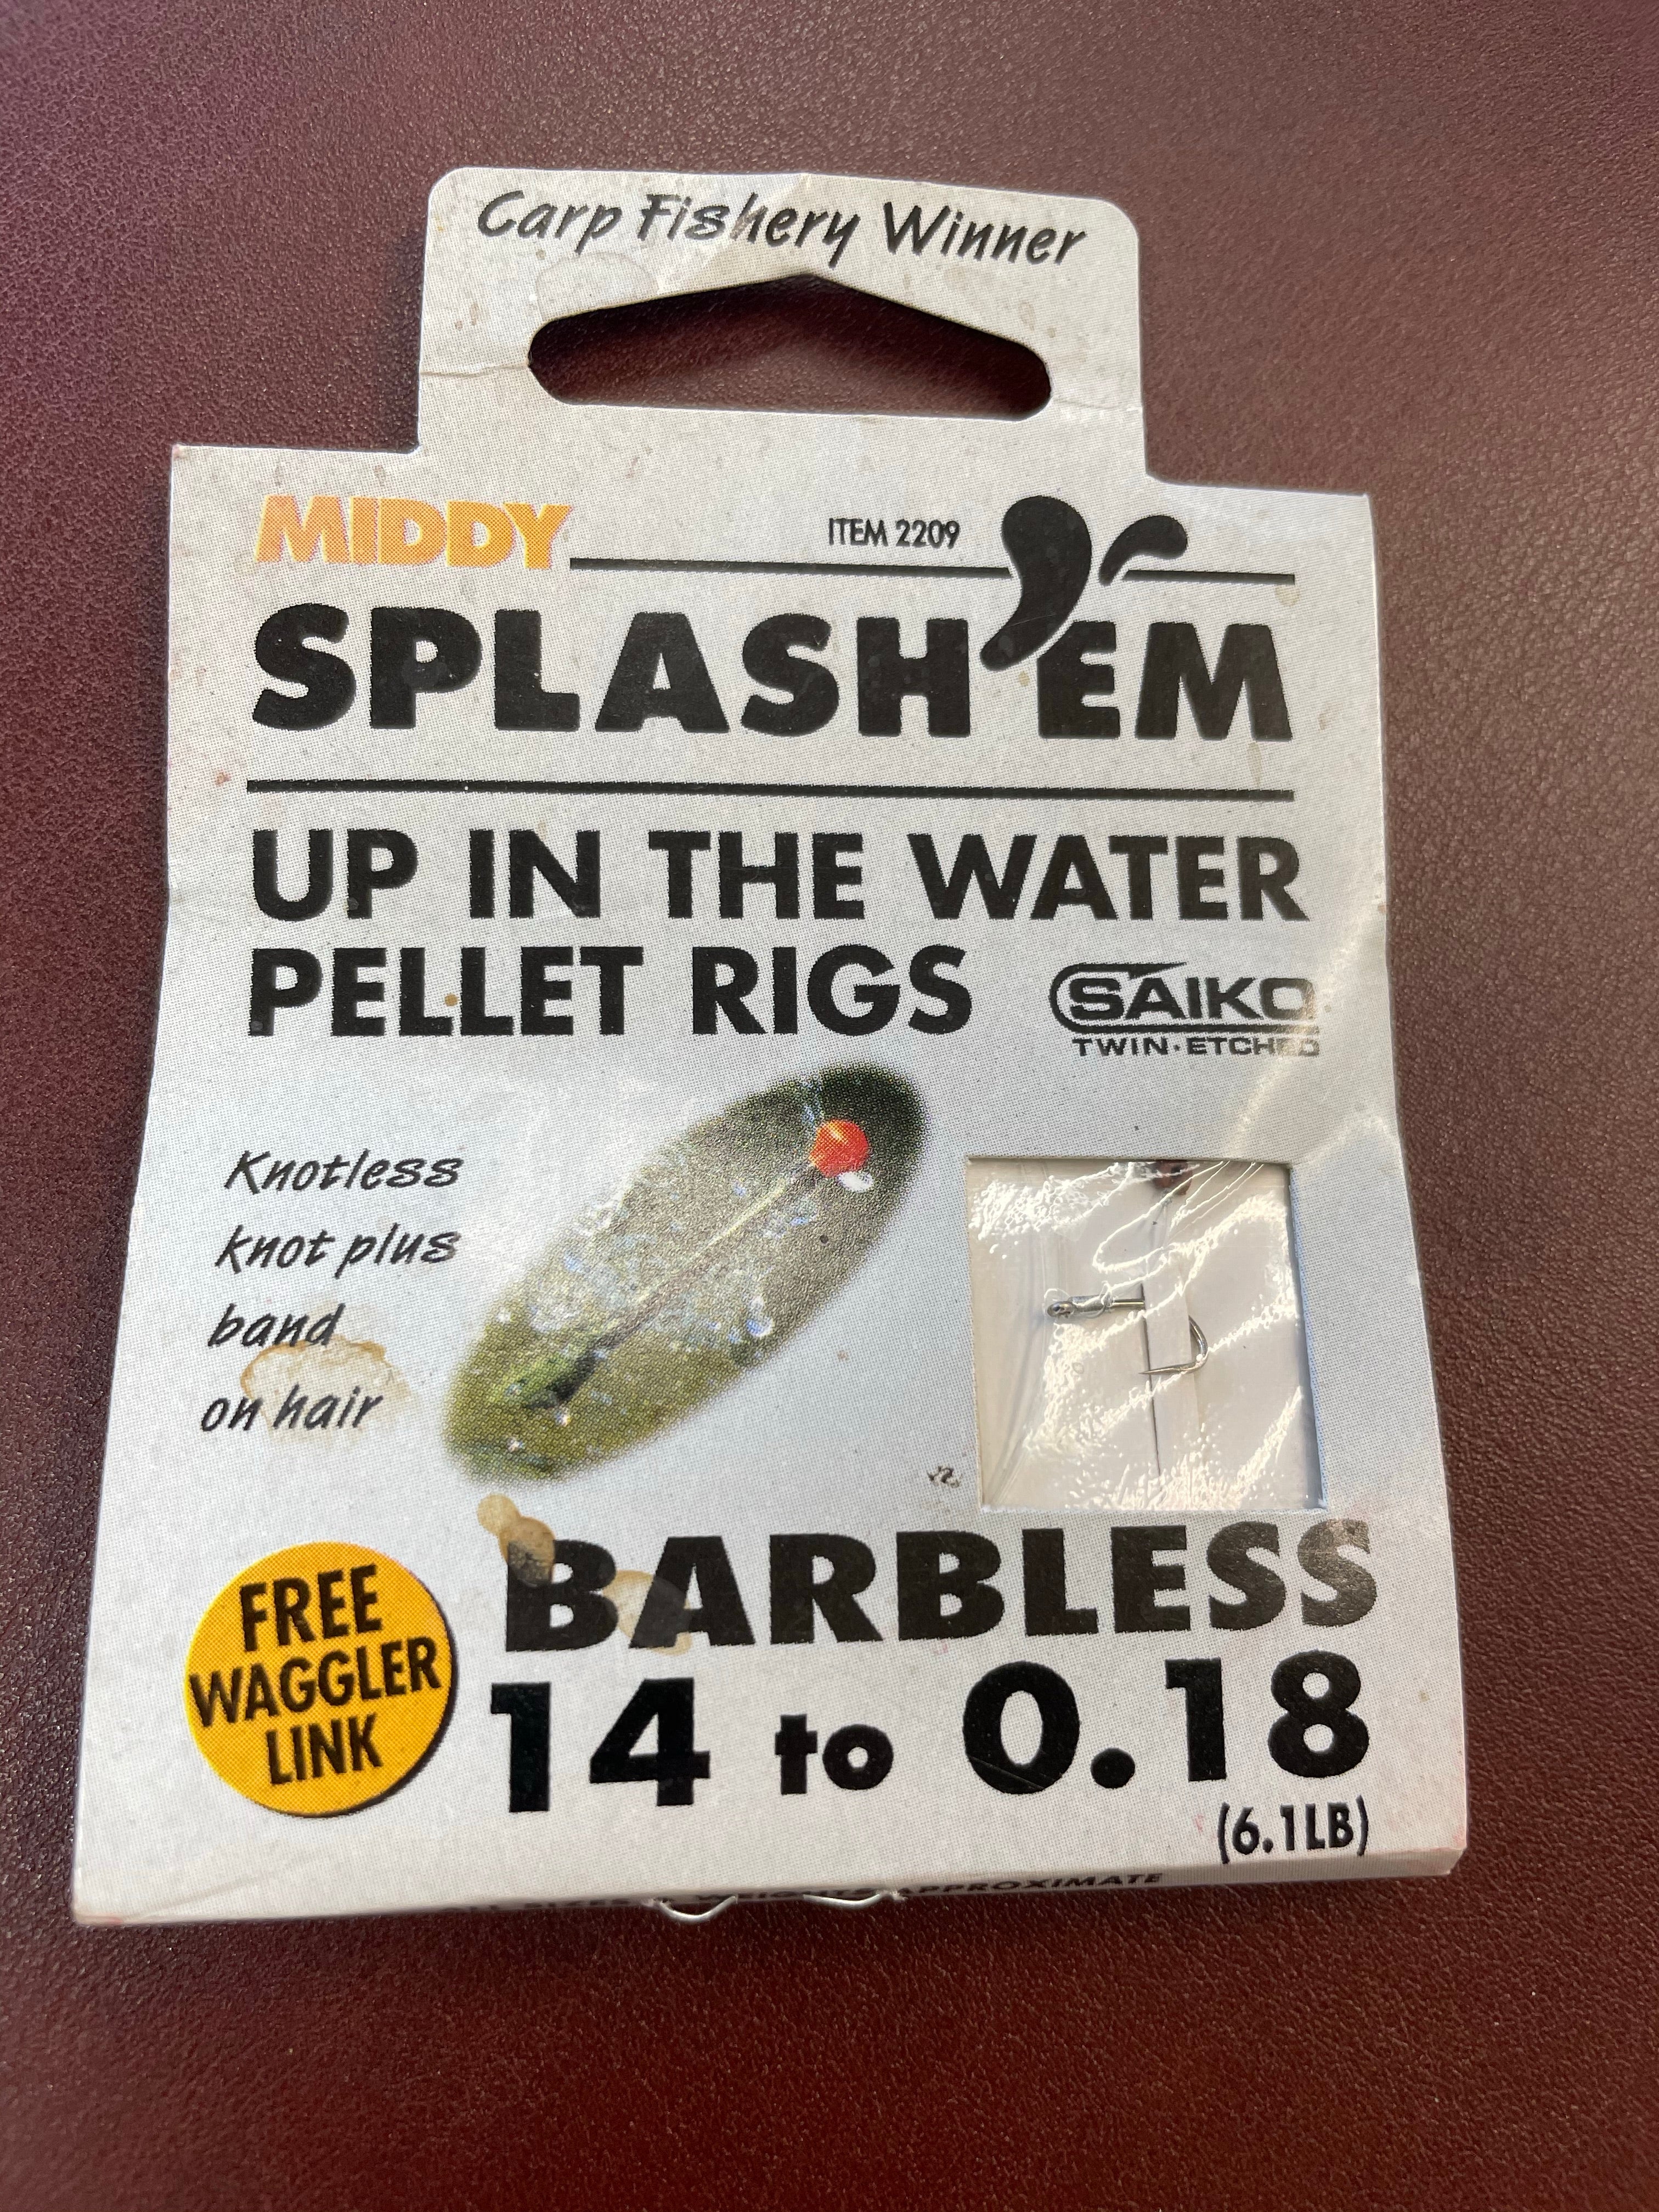 Carp Fishery Winner
MIDDY
ITEM 2209
SPLASH'EM
UP IN THE WATER
PELLET RIGS
SAIKO
TWIN·ETCHED
Knotless
knot plus
band
on hair
FREE
WAGGLER
LINK
BARBLESS
14 to 0.18
(6.1LB)
APPROXIMATE